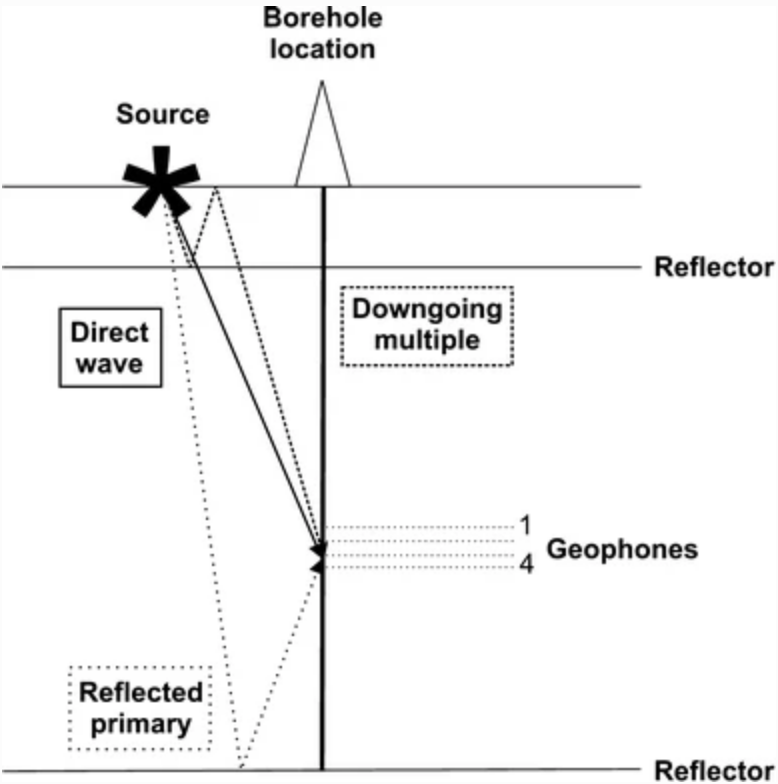 Borehole
location
Source
Reflector
Downgoing
multiple
Direct
wave
1
Geophones
4
Reflected
primary
Reflector